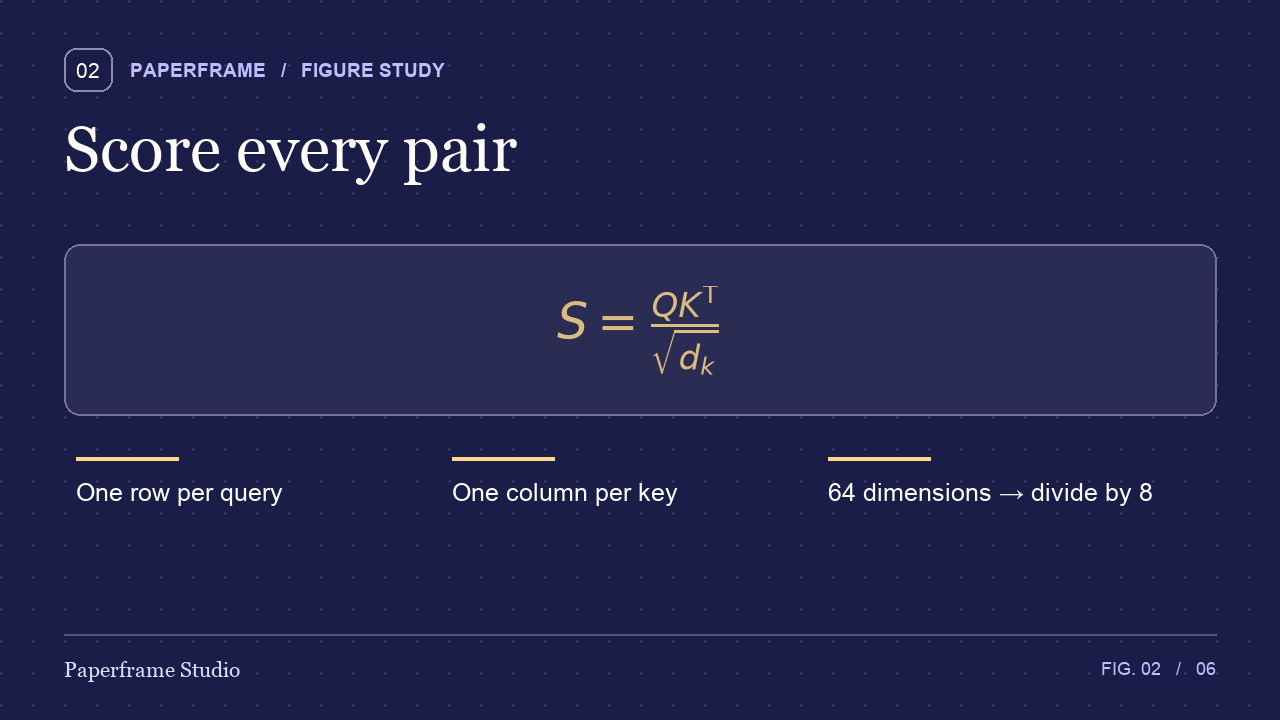 02 PAPERFRAME / FIGURE STUDY
Score every pair
S = QKᵀ / √dₖ
One row per query
One column per key
64 dimensions → divide by 8
Paperframe Studio
FIG. 02 / 06